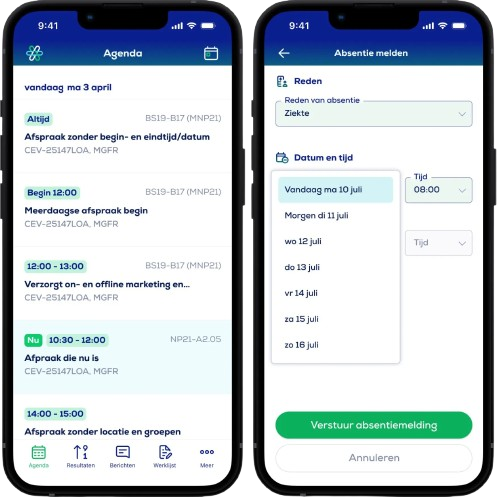 9:41
Agenda
vandaag ma 3 april
Altijd BS19-B17 (MNP21)
Afspraak zonder begin- en eindtijd/datum
CEV-25147LOA, MGFR
Begin 12:00 BS19-B17 (MNP21)
Meerdaagse afspraak begin
CEV-25147LOA, MGFR
12:00 - 13:00 BS19-B17 (MNP21)
Verzorgt on- en offline marketing en...
CEV-25147LOA, MGFR
Nu 10:30 - 12:00 NP21-A2.05
Afpraak die nu is
CEV-25147LOA, MGFR
14:00 - 15:00
Afspraak zonder locatie en groepen
Agenda Resultaten Berichten Werklijst Meer
9:41
Absentie melden
Reden
Reden van absentie
Ziekte
Datum en tijd
Vandaag ma 10 juli
Tijd
08:00
Morgen di 11 juli
wo 12 juli
Tijd
do 13 juli
vr 14 juli
za 15 juli
zo 16 juli
Verstuur absentiemelding
Annuleren